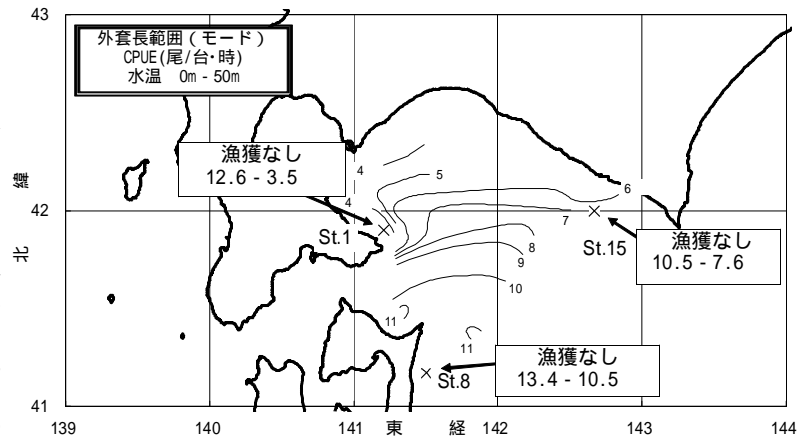 43
外套長範囲(モード)
CPUE(尾/台・時)
水温 0m - 50m
漁獲なし
12.6 - 3.5
4
5
4
6
7
北緯
42
St.1
St.15
漁獲なし
10.5 - 7.6
8
9
10
11
11
漁獲なし
13.4 - 10.5
St.8
41
139
140
141
東経
142
143
144